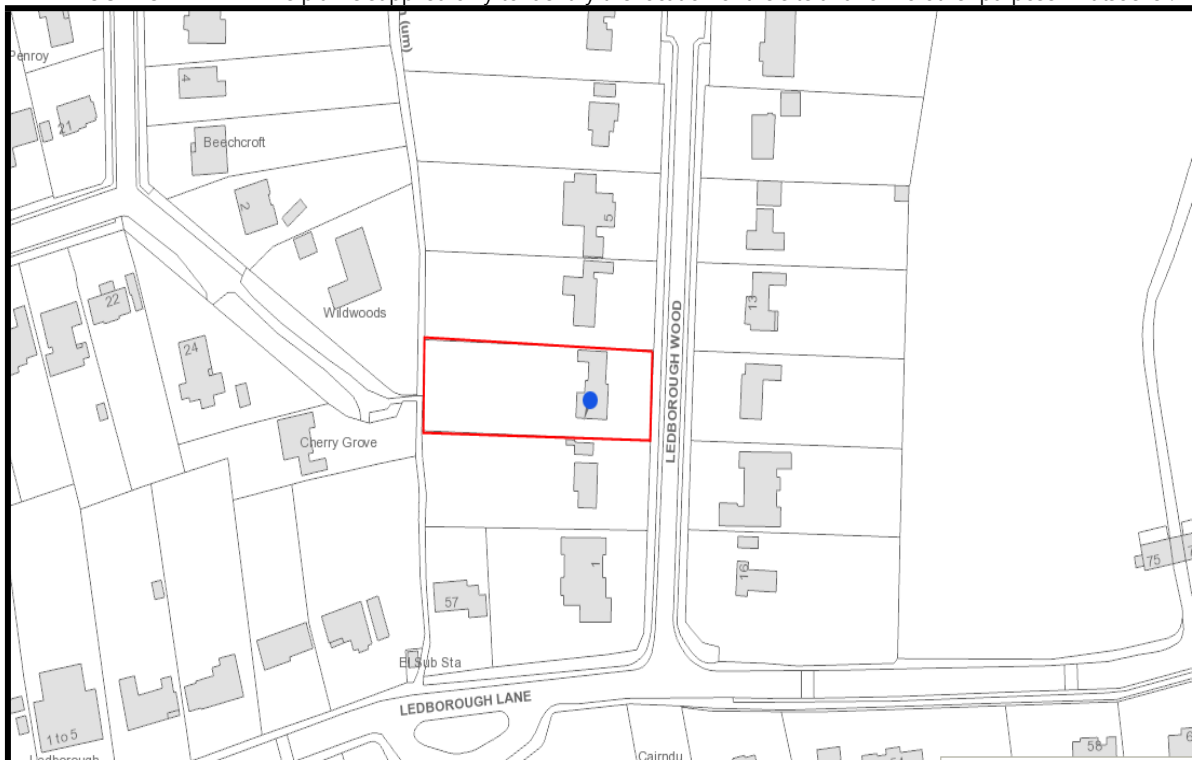 (um)
Penroy
4
21
Beechcroft
2
5
22
Wildwoods
13
LEDBOROUGH WOOD
24
Cherry Grove
75
16
1
57
El Sub Sta
LEDBOROUGH LANE
1 to 5
58
Cairndu